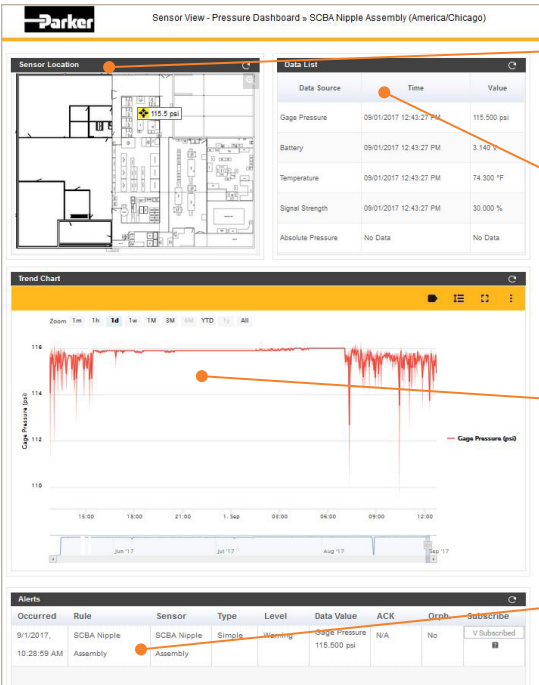 Parker
Sensor View - Pressure Dashboard » SCBA Nipple Assembly (America/Chicago)
Sensor Location
115.5 psi
Data List
Data Source Time Value
Gage Pressure 09/01/2017 12:43:27 PM 115.500 psi
Battery 09/01/2017 12:43:27 PM 3.140 V
Temperature 09/01/2017 12:43:27 PM 74.300 °F
Signal Strength 09/01/2017 12:43:27 PM 30.000 %
Absolute Pressure No Data No Data
Trend Chart
Zoom 1m 1h 1d 1w 1M 3M 6M YTD 1y All
116
114
112
110
Gage Pressure (psi)
Gage Pressure (psi)
15:00 18:00 21:00 1. Sep 03:00 06:00 09:00 12:00
Jun '17 Jul '17 Aug '17 Sep '17
Alerts
Occurred Rule Sensor Type Level Data Value ACK Orph Subscribe
9/1/2017, SCBA Nipple SCBA Nipple Simple Warning Gage Pressure N/A No V Subscribed
10:28:59 AM Assembly Assembly 115.500 psi